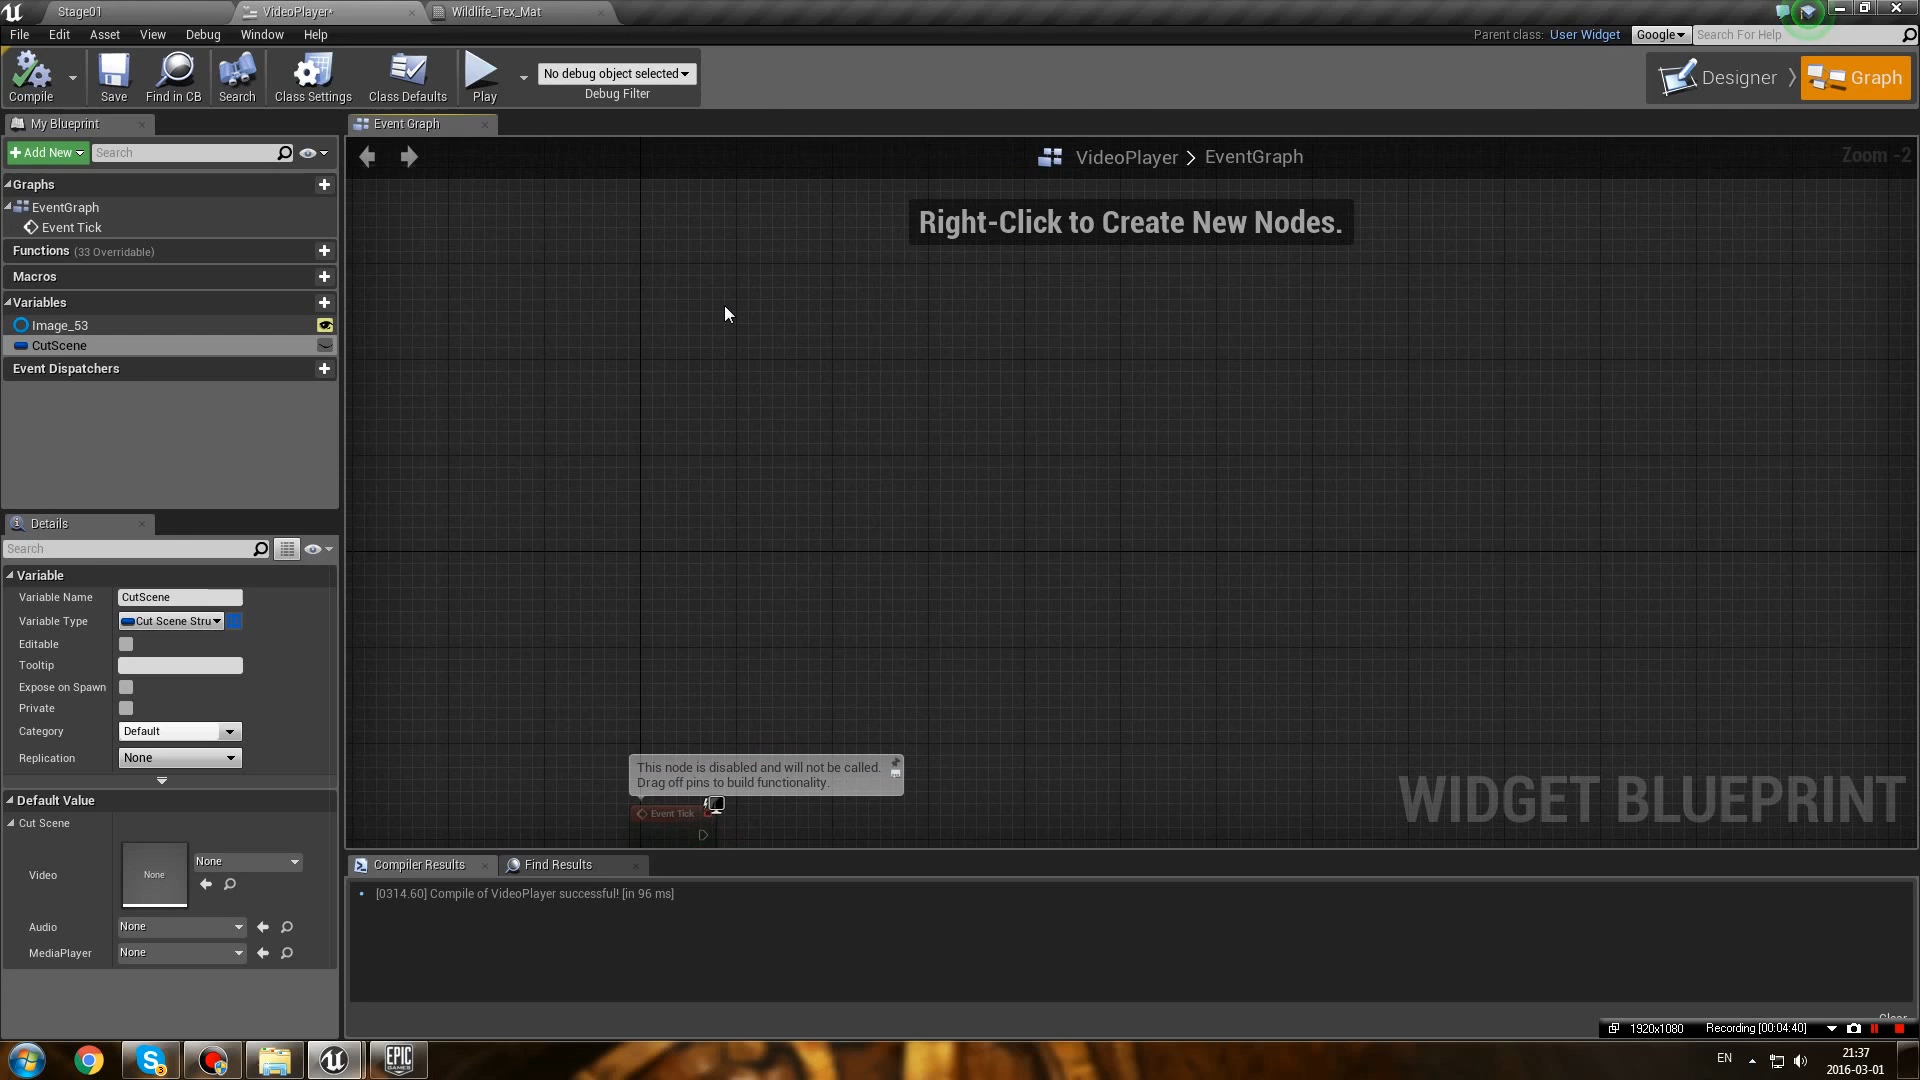 Stage01
VideoPlayer*
Wildlife_Tex_Mat
File
Edit
Asset
View
Debug
Window
Help
Parent class:
User Widget
Google
Search For Help
Compile
Save
Find in CB
Search
Class Settings
Class Defaults
Play
No debug object selected
Debug Filter
Designer
Graph
My Blueprint
Event Graph
Add New
Search
VideoPlayer > EventGraph
Zoom -2
Graphs
EventGraph
Event Tick
Functions (33 Overridable)
Macros
Variables
Image_53
CutScene
Event Dispatchers
Right-Click to Create New Nodes.
Details
Search
Variable
Variable Name
CutScene
Variable Type
Cut Scene Stru
Editable
Tooltip
Expose on Spawn
Private
Category
Default
Replication
None
Default Value
Cut Scene
Video
None
None
Audio
None
MediaPlayer
None
This node is disabled and will not be called.
Drag off pins to build functionality.
Event Tick
WIDGET BLUEPRINT
Compiler Results
Find Results
[0314.60] Compile of VideoPlayer successful! [in 96 ms]
Clear
1920x1080
Recording [00:04:40]
3
EPIC
GAMES
EN
21:37
2016-03-01